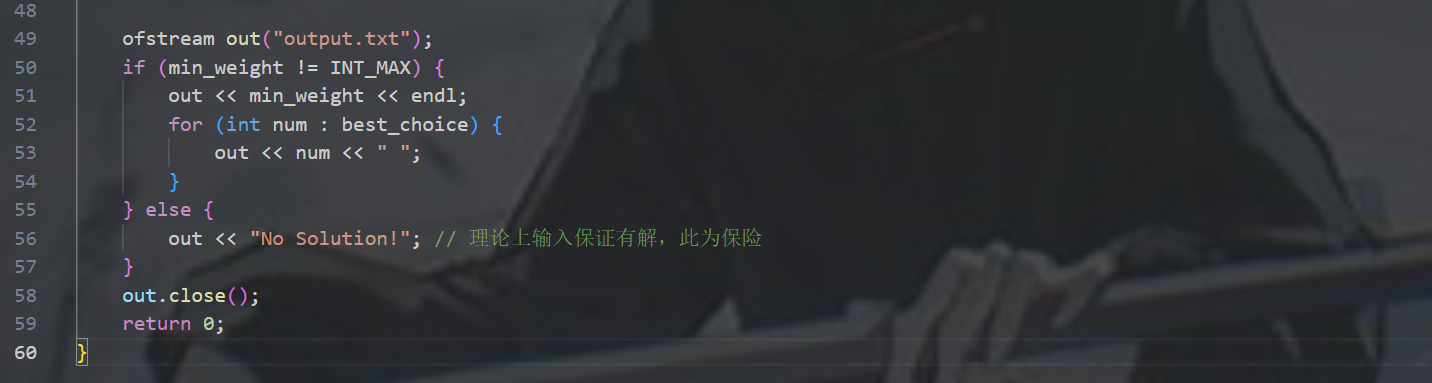 48
49 ofstream out("output.txt");
50 if (min_weight != INT_MAX) {
51 out << min_weight << endl;
52 for (int num : best_choice) {
53 out << num << " ";
54 }
55 } else {
56 out << "No Solution!"; // 理论上输入保证有解，此为保险
57 }
58 out.close();
59 return 0;
60 }